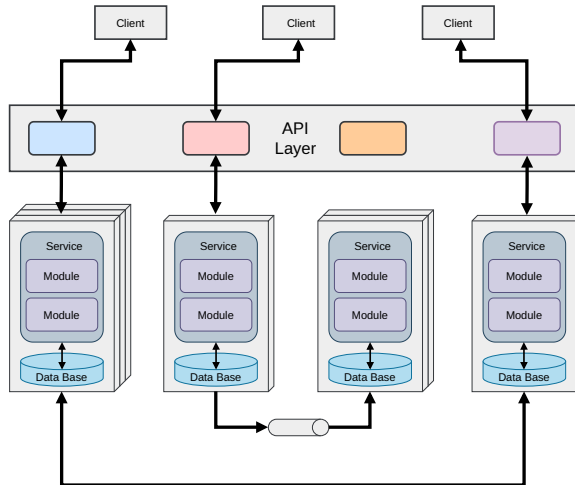 Client
Client
Client
API
Layer
Service
Service
Service
Service
Module
Module
Module
Module
Module
Module
Module
Module
Data Base
Data Base
Data Base
Data Base